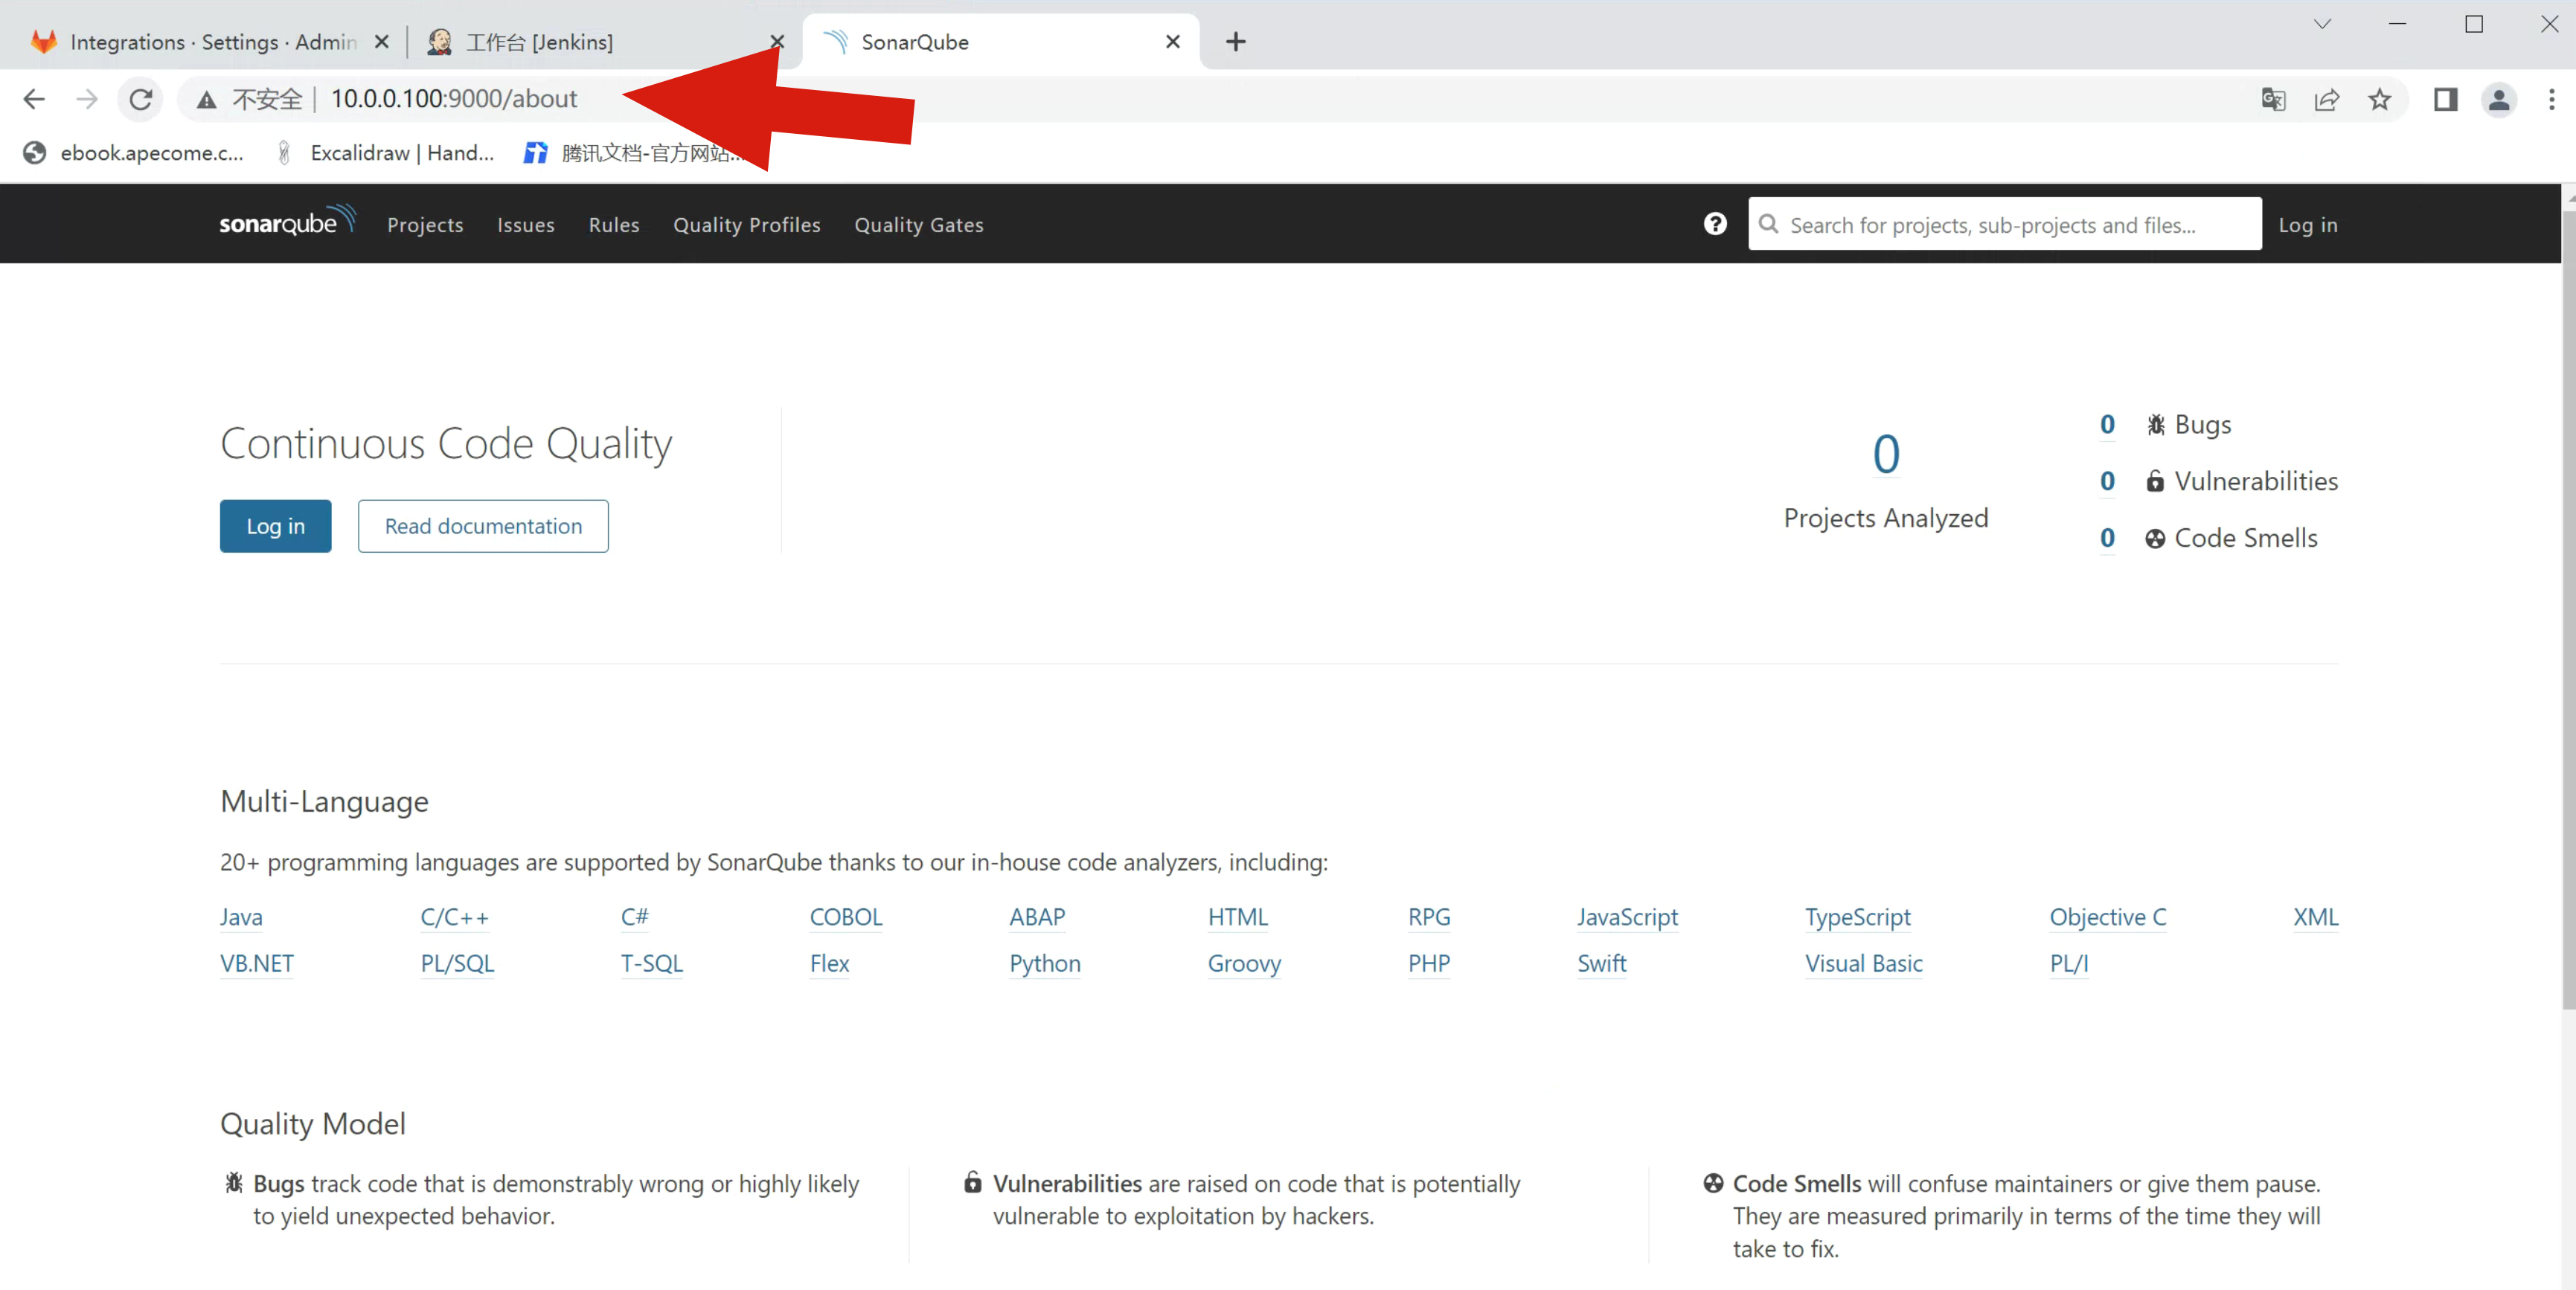 Integrations · Settings · Admin
工作台 [Jenkins]
SonarQube
不安全 | 10.0.0.100:9000/about
ebook.apecome.c...
Excalidraw | Hand...
腾讯文档-官方网站...
sonarqube
Projects
Issues
Rules
Quality Profiles
Quality Gates
Search for projects, sub-projects and files...
Log in
Continuous Code Quality
Log in
Read documentation
0
Projects Analyzed
0 Bugs
0 Vulnerabilities
0 Code Smells
Multi-Language
20+ programming languages are supported by SonarQube thanks to our in-house code analyzers, including:
Java C/C++ C# COBOL ABAP HTML RPG JavaScript TypeScript Objective C XML
VB.NET PL/SQL T-SQL Flex Python Groovy PHP Swift Visual Basic PL/I
Quality Model
Bugs track code that is demonstrably wrong or highly likely
to yield unexpected behavior.
Vulnerabilities are raised on code that is potentially
vulnerable to exploitation by hackers.
Code Smells will confuse maintainers or give them pause.
They are measured primarily in terms of the time they will
take to fix.